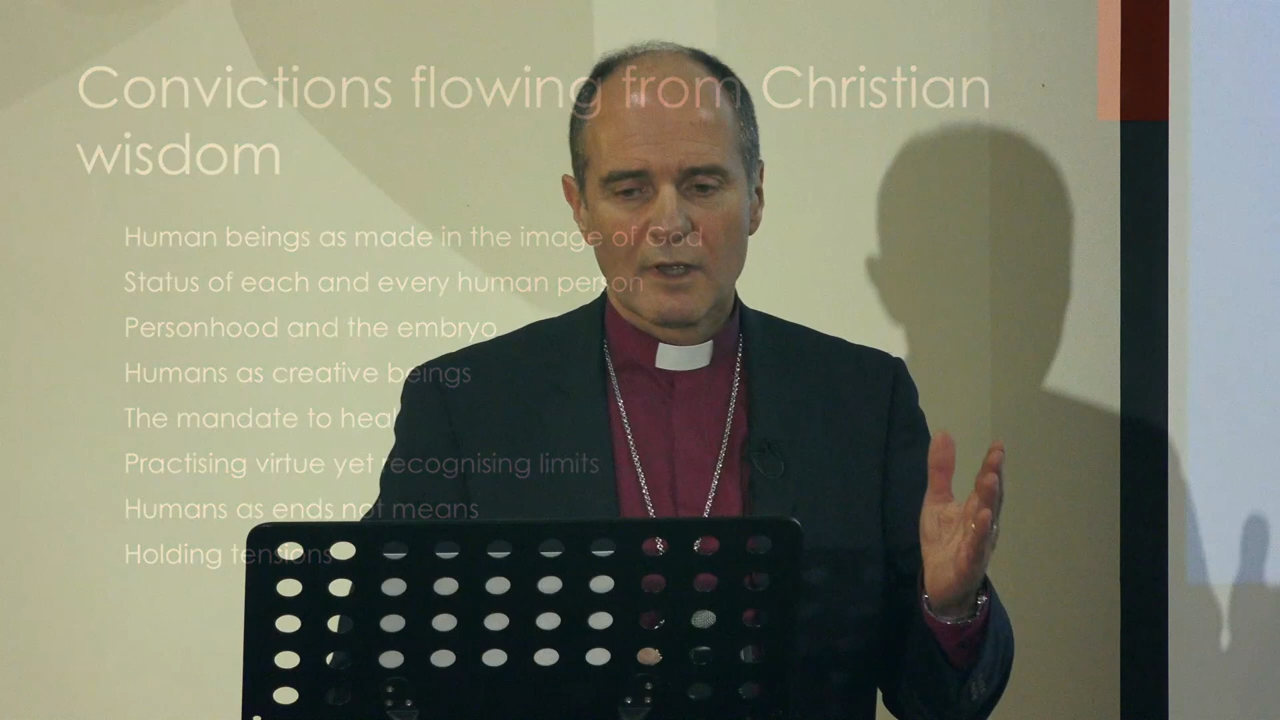 Convictions flowing from Christian
wisdom
Human beings as made in the image of God
Status of each and every human person
Personhood and the embryo
Humans as creative beings
The mandate to heal
Practising virtue yet recognising limits
Humans as ends not means
Holding tensions